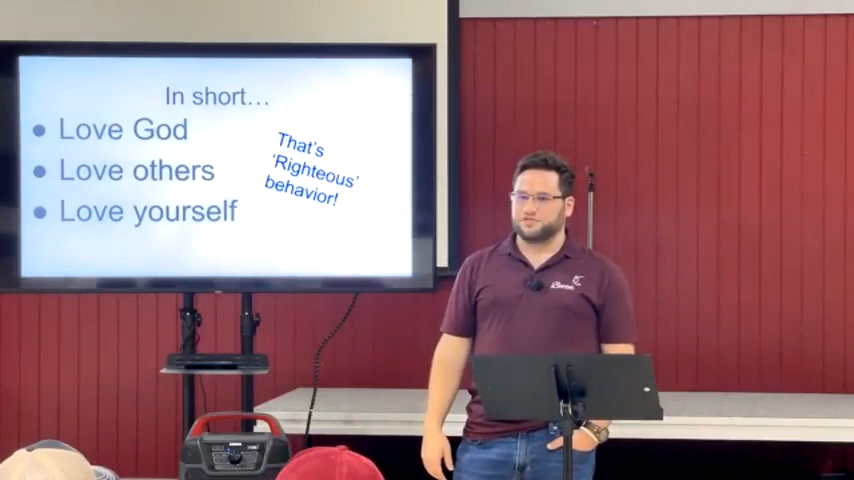 In short…
• Love God
• Love others
• Love yourself
That's
'Righteous'
behavior!